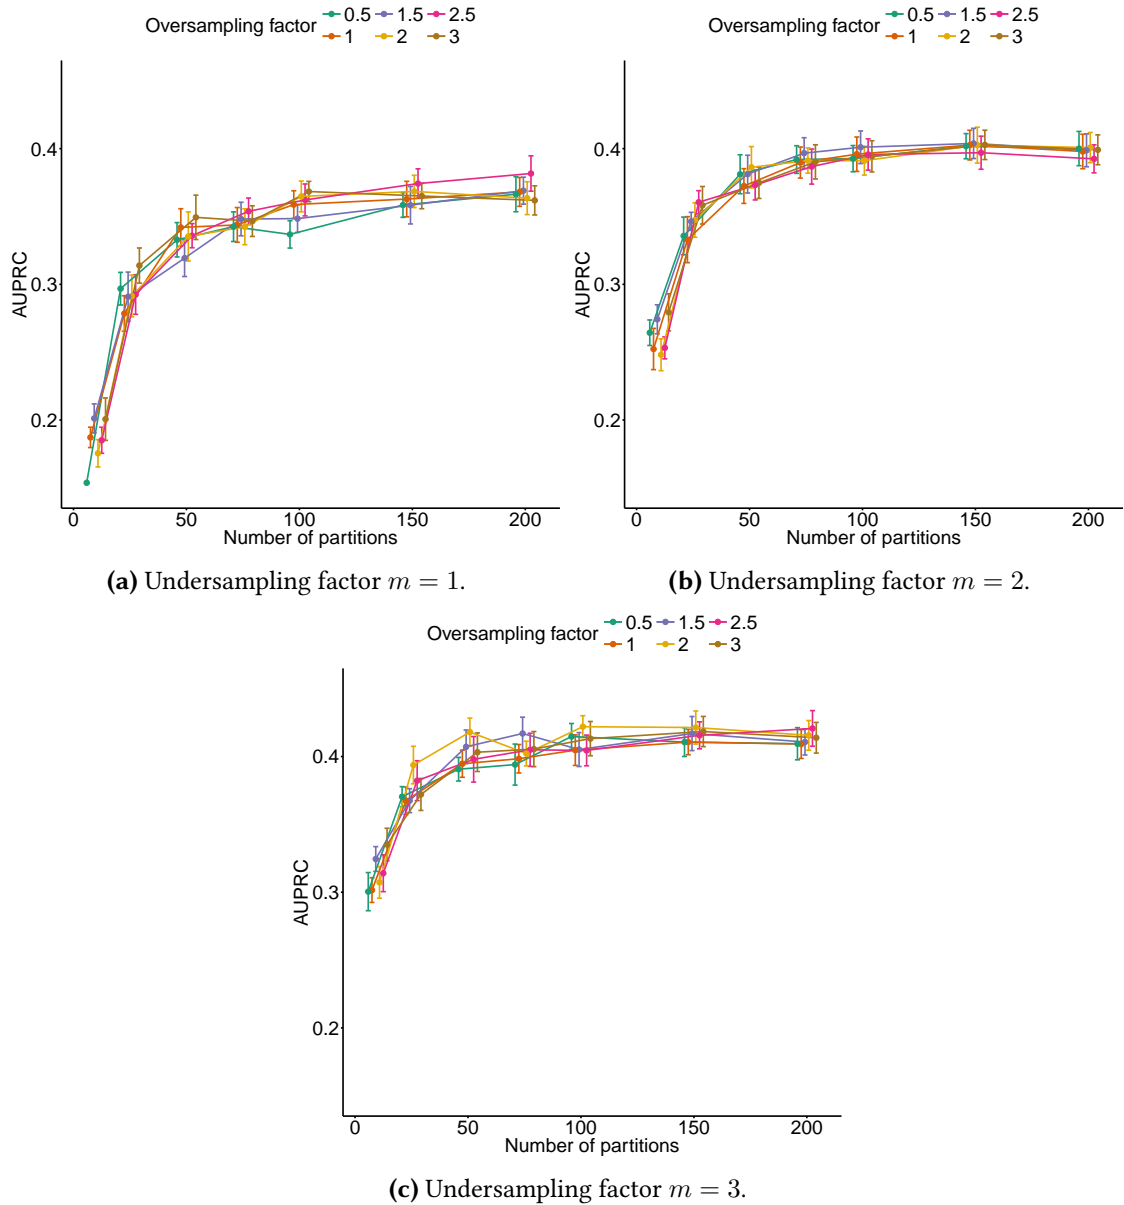 Oversampling factor 0.5 1.5 2.5
1 2 3
AUPRC
0.4
0.3
0.2
0 50 100 150 200
Number of partitions
(a) Undersampling factor m = 1.
Oversampling factor 0.5 1.5 2.5
1 2 3
AUPRC
0.4
0.3
0.2
0 50 100 150 200
Number of partitions
(b) Undersampling factor m = 2.
Oversampling factor 0.5 1.5 2.5
1 2 3
AUPRC
0.4
0.3
0.2
0 50 100 150 200
Number of partitions
(c) Undersampling factor m = 3.